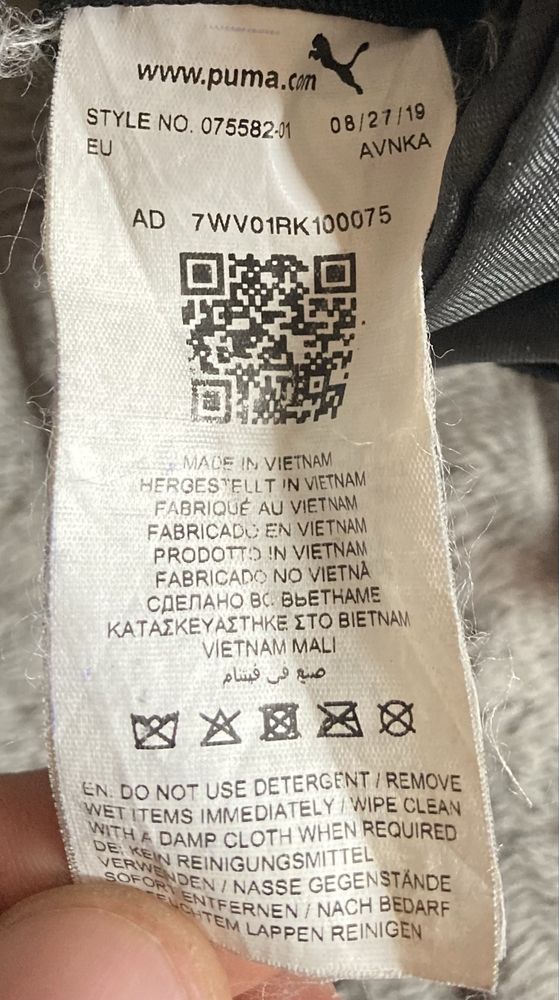 www.puma.com
STYLE NO. 075582-01 08/27/19
EU AVNKA
AD 7WV01RK100075
MADE IN VIETNAM
HERGESTELLT IN VIETNAM
FABRIQUÉ AU VIETNAM
FABRICADO EN VIETNAM
PRODOTTO IN VIETNAM
FABRICADO NO VIETNÃ
СДЕЛАНО ВО ВЬЕТНАМЕ
ΚΑΤΑΣΚΕΥΑΣΤΗΚΕ ΣΤΟ ΒΙΕΤΝΑΜ
VIETNAM MALI
صنع في فيتنام
EN: DO NOT USE DETERGENT / REMOVE
WET ITEMS IMMEDIATELY / WIPE CLEAN
WITH A DAMP CLOTH WHEN REQUIRED
DE: KEIN REINIGUNGSMITTEL
VERWENDEN / NASSE GEGENSTÄNDE
SOFORT ENTFERNEN / NACH BEDARF
LAPPEN REINIGEN